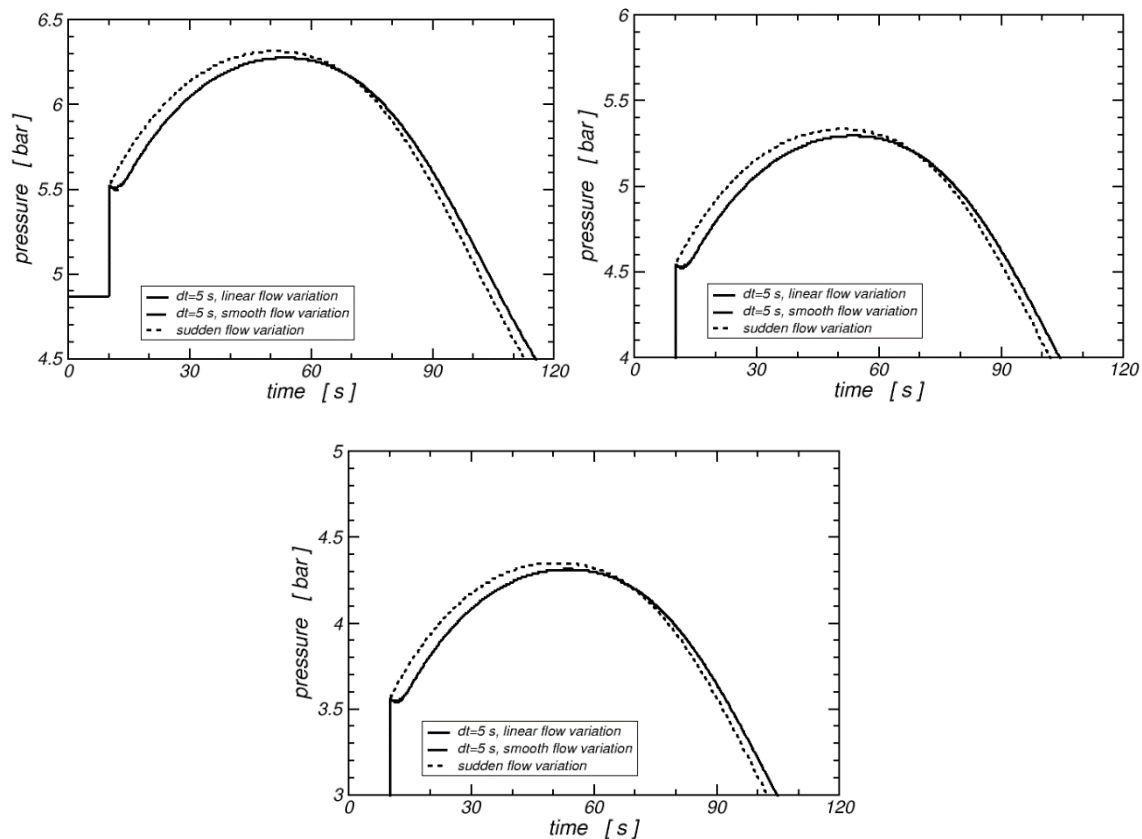 6.5
6
5.5
5
4.5
pressure [ bar ]
dt=5 s, linear flow variation
dt=5 s, smooth flow variation
sudden flow variation
0 30 60 90 120
time [ s ]
6
5.5
5
4.5
4
pressure [ bar ]
dt=5 s, linear flow variation
dt=5 s, smooth flow variation
sudden flow variation
0 30 60 90 120
time [ s ]
5
4.5
4
3.5
3
pressure [ bar ]
dt=5 s, linear flow variation
dt=5 s, smooth flow variation
sudden flow variation
0 30 60 90 120
time [ s ]